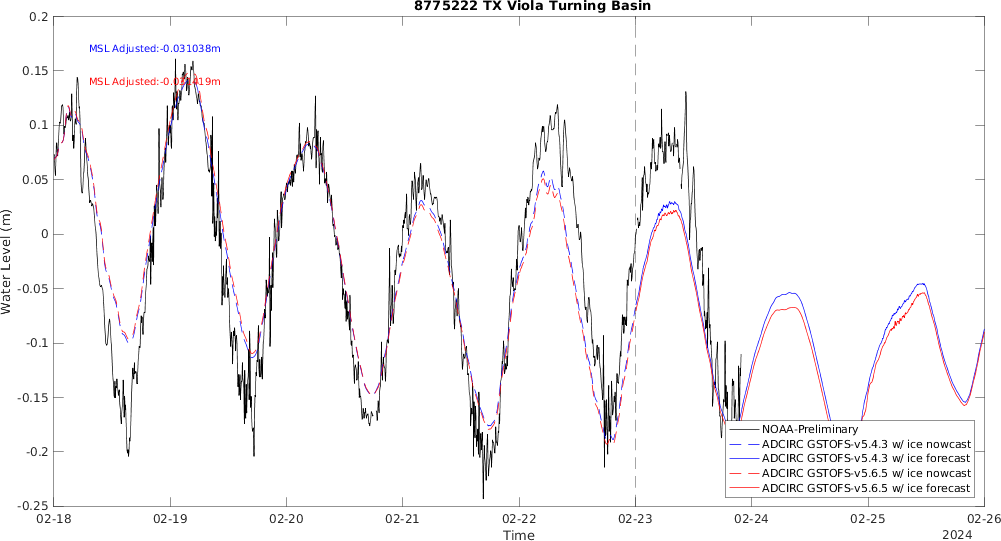 8775222 TX Viola Turning Basin
MSL Adjusted:-0.031038m
Water Level (m)
0.2
0.15
0.1
0.05
0
-0.05
-0.1
-0.15
-0.2
-0.25
NOAA-Preliminary
ADCIRC GSTOFS-v5.4.3 w/ ice nowcast
ADCIRC GSTOFS-v5.4.3 w/ ice forecast
ADCIRC GSTOFS-v5.6.5 w/ ice nowcast
ADCIRC GSTOFS-v5.6.5 w/ ice forecast
02-18 02-19 02-20 02-21 02-22 02-23 02-24 02-25 02-26
Time
2024